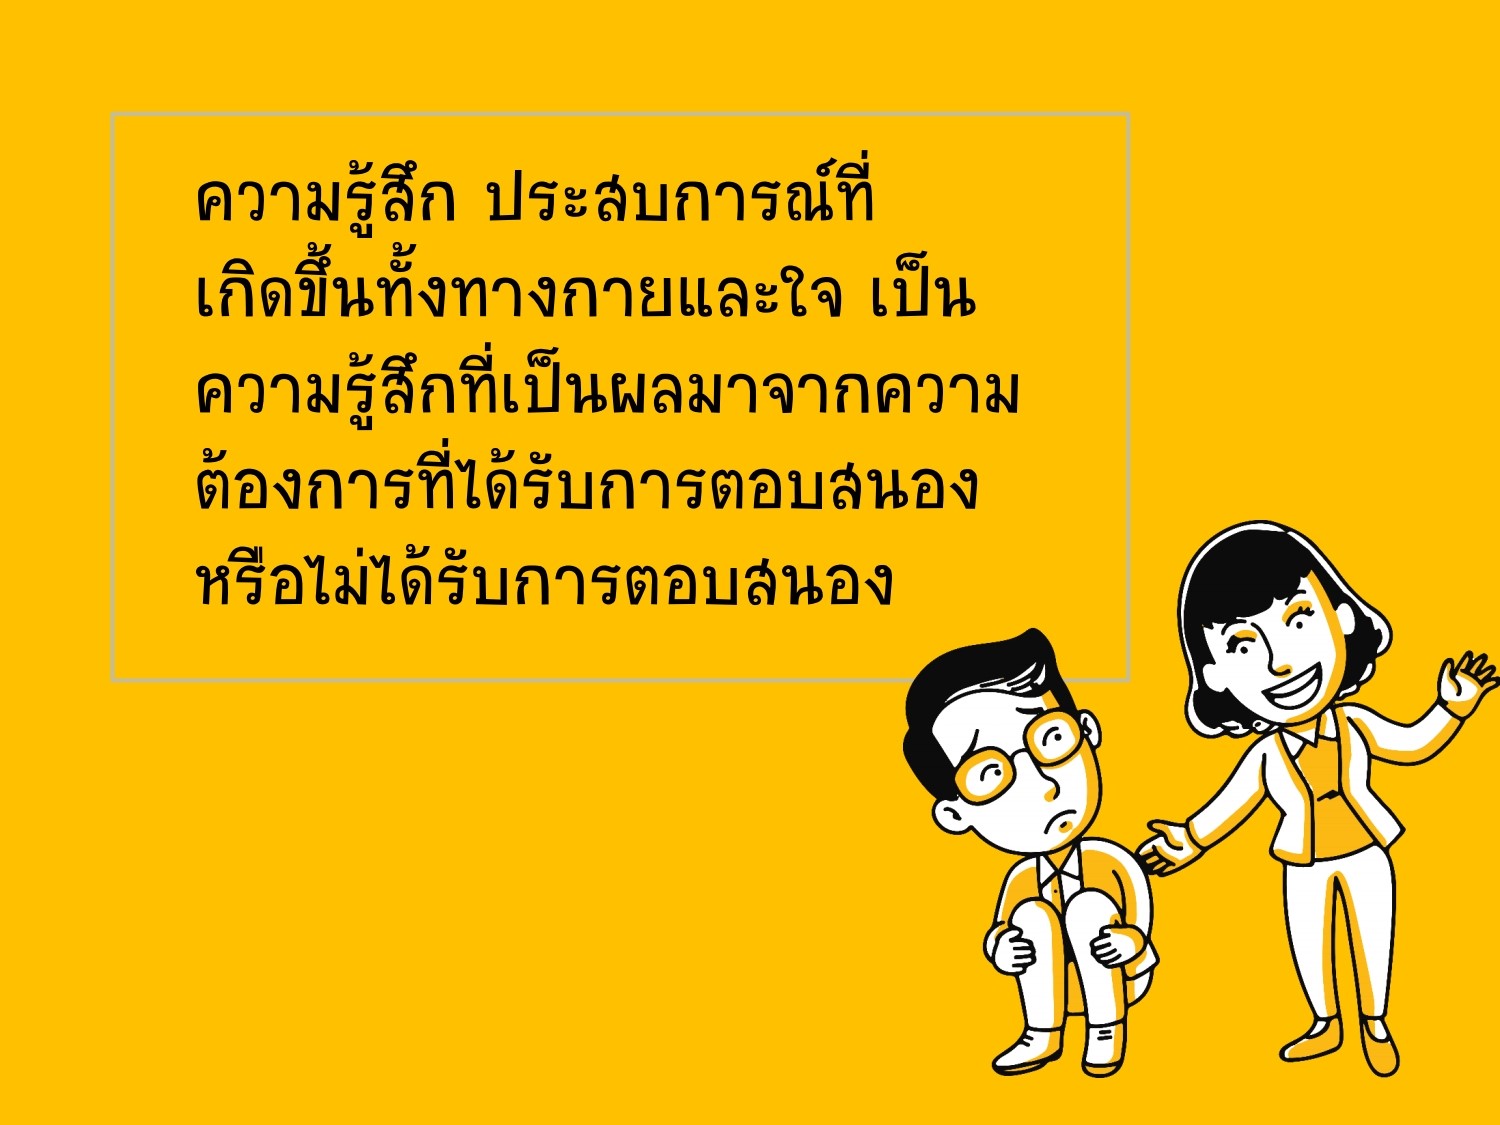 ความรู้สึก ประสบการณ์ที่
เกิดขึ้นทั้งทางกายและใจ เป็น
ความรู้สึกที่เป็นผลมาจากความ
ต้องการที่ได้รับการตอบสนอง
หรือไม่ได้รับการตอบสนอง